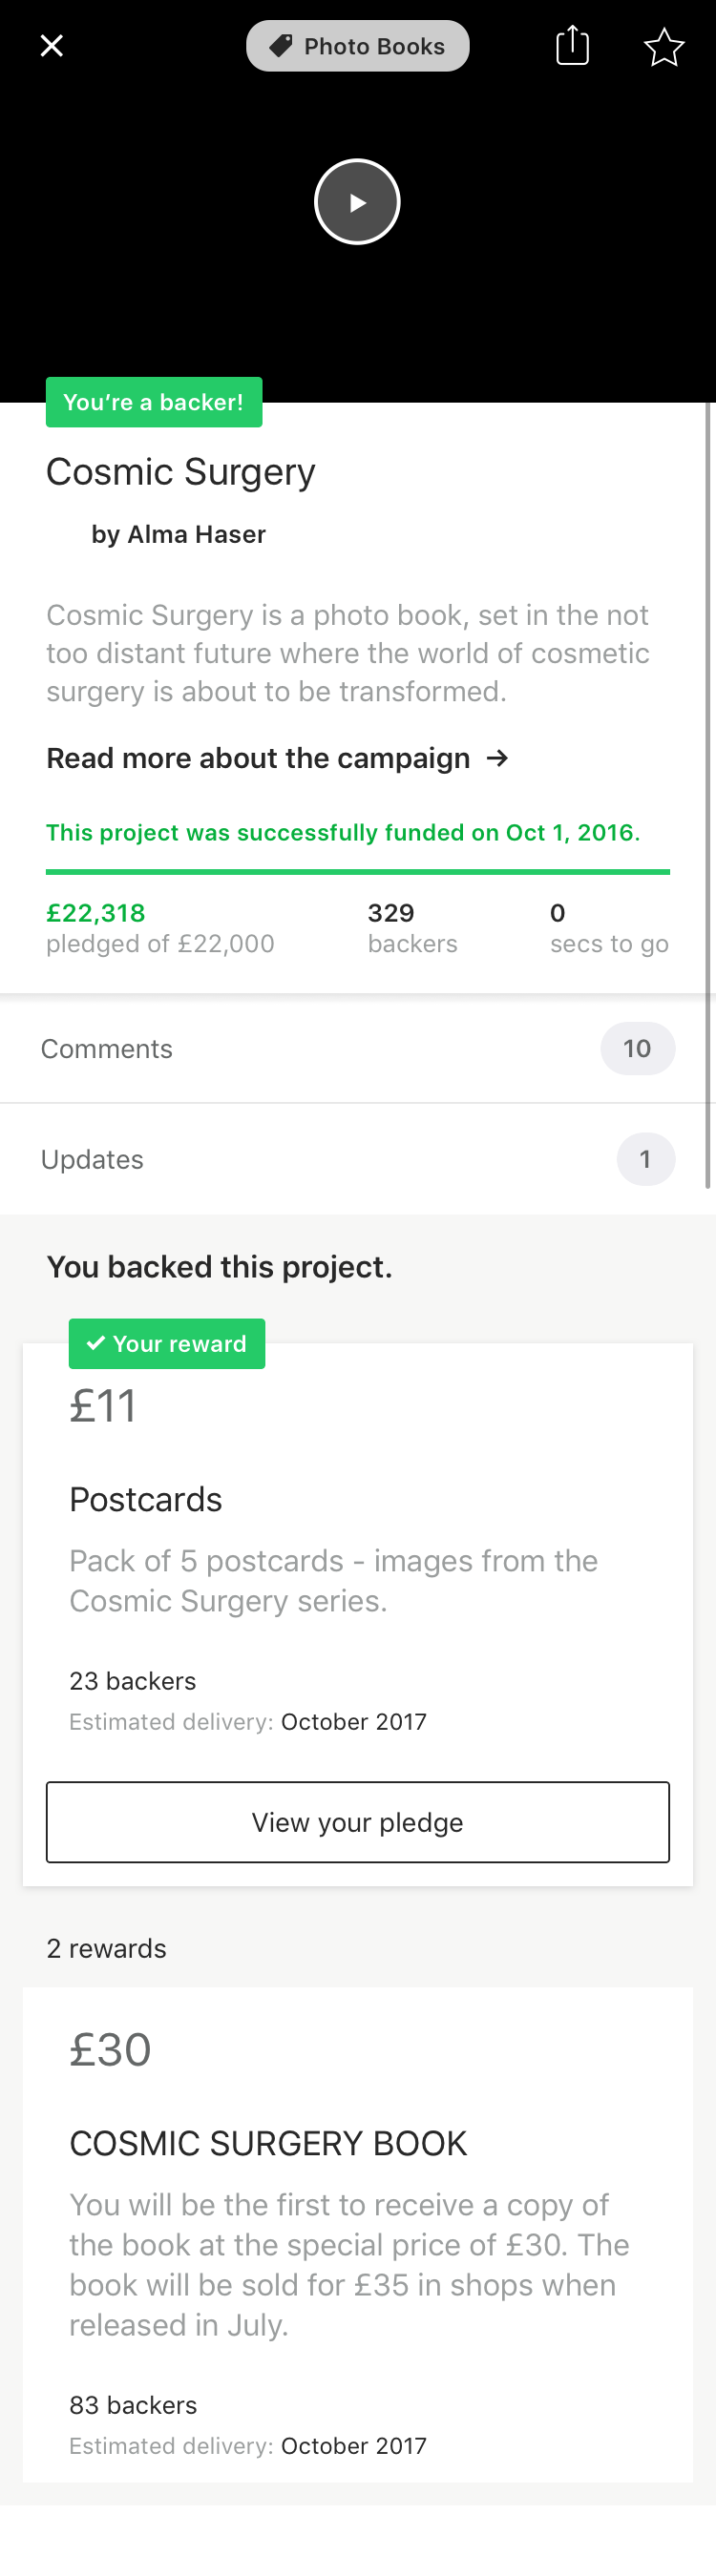 Photo Books
You’re a backer!
Cosmic Surgery
by Alma Haser
Cosmic Surgery is a photo book, set in the not
too distant future where the world of cosmetic
surgery is about to be transformed.
Read more about the campaign →
This project was successfully funded on Oct 1, 2016.
£22,318 329 0
pledged of £22,000 backers secs to go
Comments 10
Updates 1
You backed this project.
✓ Your reward
£11
Postcards
Pack of 5 postcards - images from the
Cosmic Surgery series.
23 backers
Estimated delivery: October 2017
View your pledge
2 rewards
£30
COSMIC SURGERY BOOK
You will be the first to receive a copy of
the book at the special price of £30. The
book will be sold for £35 in shops when
released in July.
83 backers
Estimated delivery: October 2017